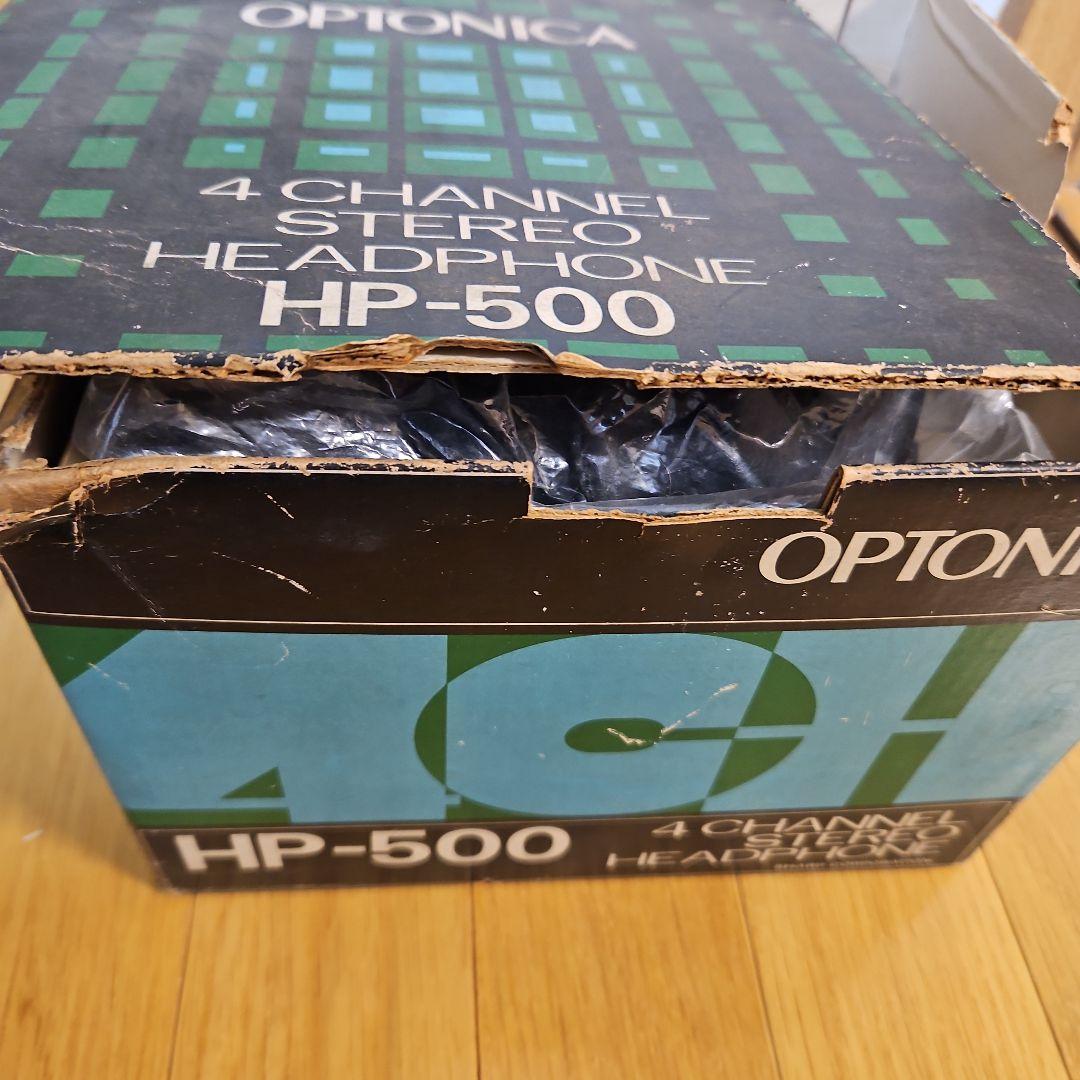 OPTONICA
4 CHANNEL
STEREO
HEADPHONE
HP-500
OPTONI
4CH
HP-500
4 CHANNEL
STEREO
HEADPHONE